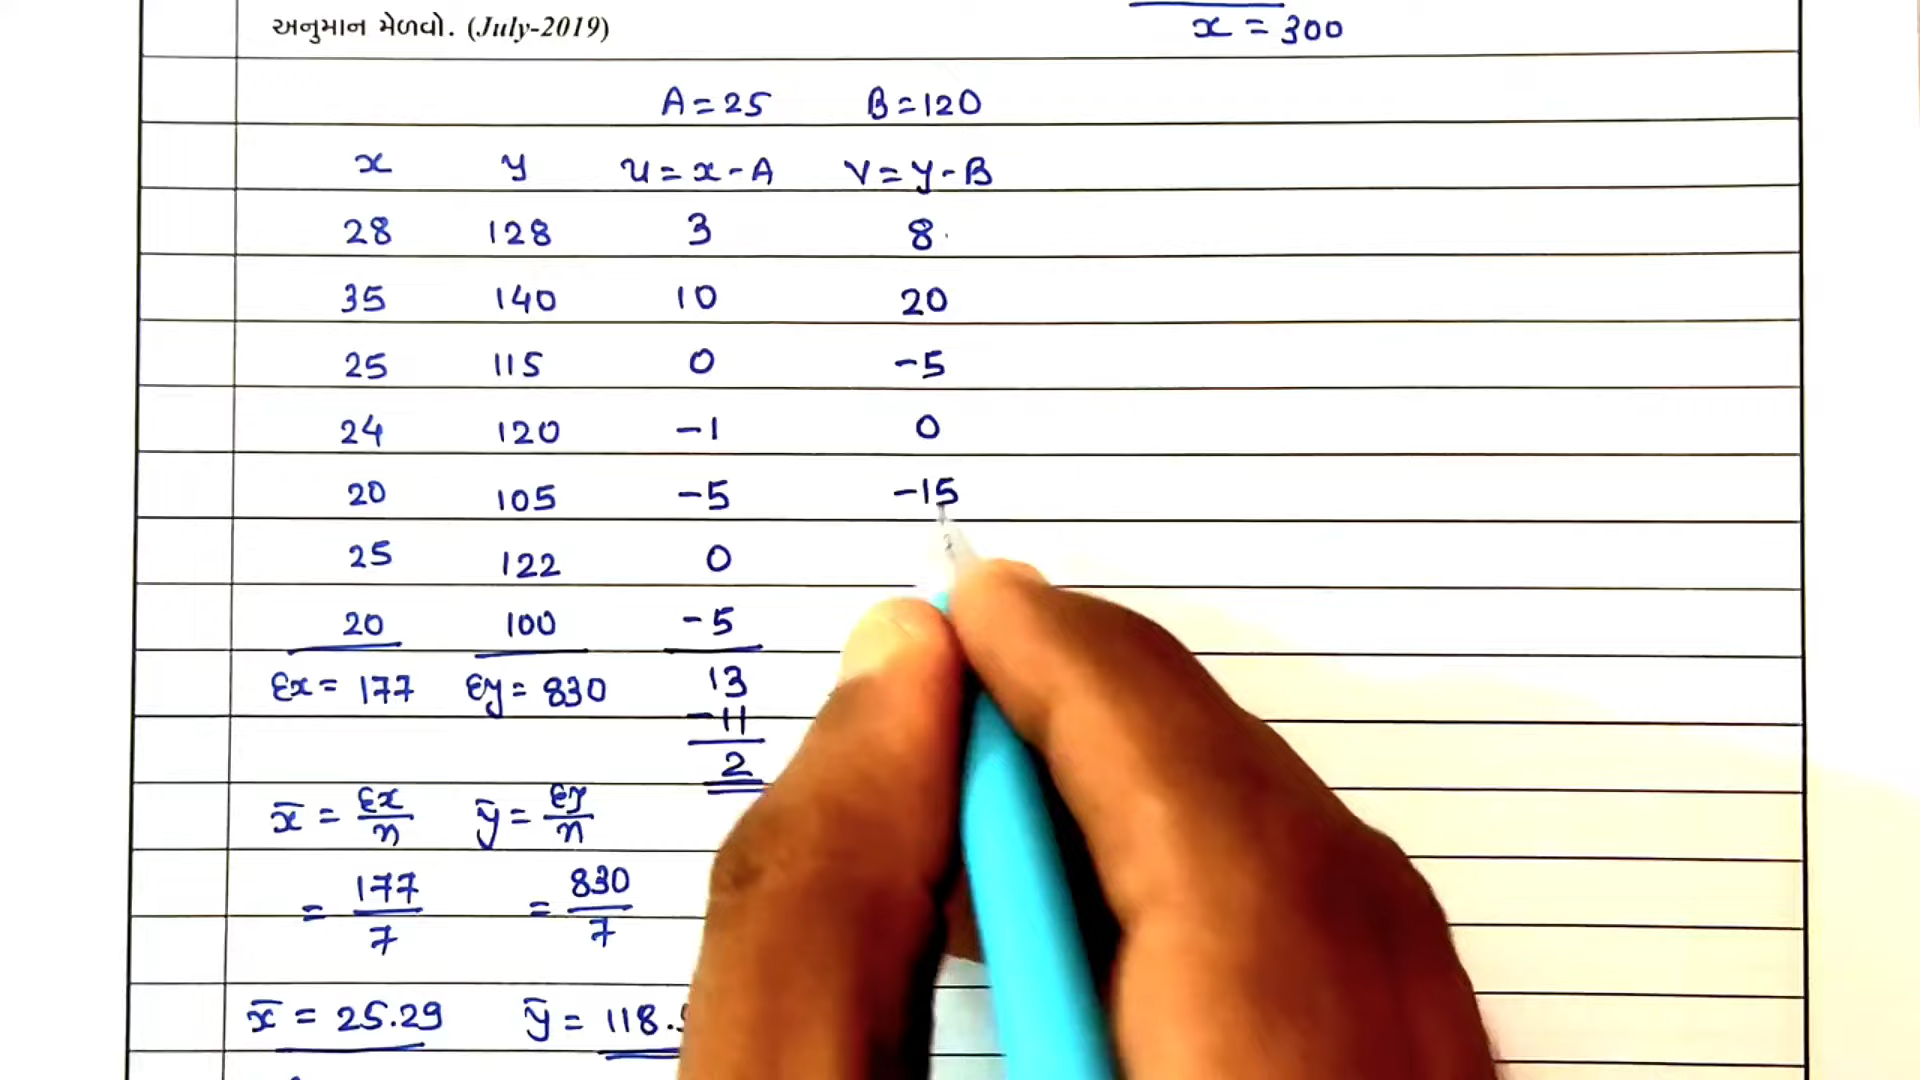 અનુમાન મેળવો. (July-2019)
x = 300
A = 25 B = 120
x y u = x - A v = y - B
28 128 3 8
35 140 10 20
25 115 0 -5
24 120 -1 0
20 105 -5 -15
25 122 0
20 100 -5
Σx = 177 Σy = 830 13
-11
2
x̄ = Σx/n ȳ = Σy/n
= 177/7 = 830/7
x̄ = 25.29 ȳ = 118.